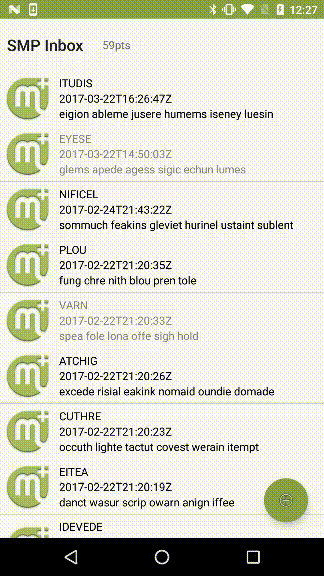 12:27
SMP Inbox 59pts
ITUDIS
2017-03-22T16:26:47Z
eigion ableme jusere humems iseney luesin
EYESE
2017-03-22T14:50:03Z
glems apede agess sigic echun lumes
NIFICEL
2017-02-24T21:43:22Z
sommuch feakins gleviet hurinel ustaint sublent
PLOU
2017-02-22T21:20:35Z
fung chre nith blou pren tole
VARN
2017-02-22T21:20:33Z
spea fole lona offe sigh hold
ATCHIG
2017-02-22T21:20:26Z
excede risial eakink nomaid oundie domade
CUTHRE
2017-02-22T21:20:23Z
occuth lighte tactut covest werain itempt
EITEA
2017-02-22T21:20:19Z
danct wasur scrip owarn anign iffee
IDEVEDE